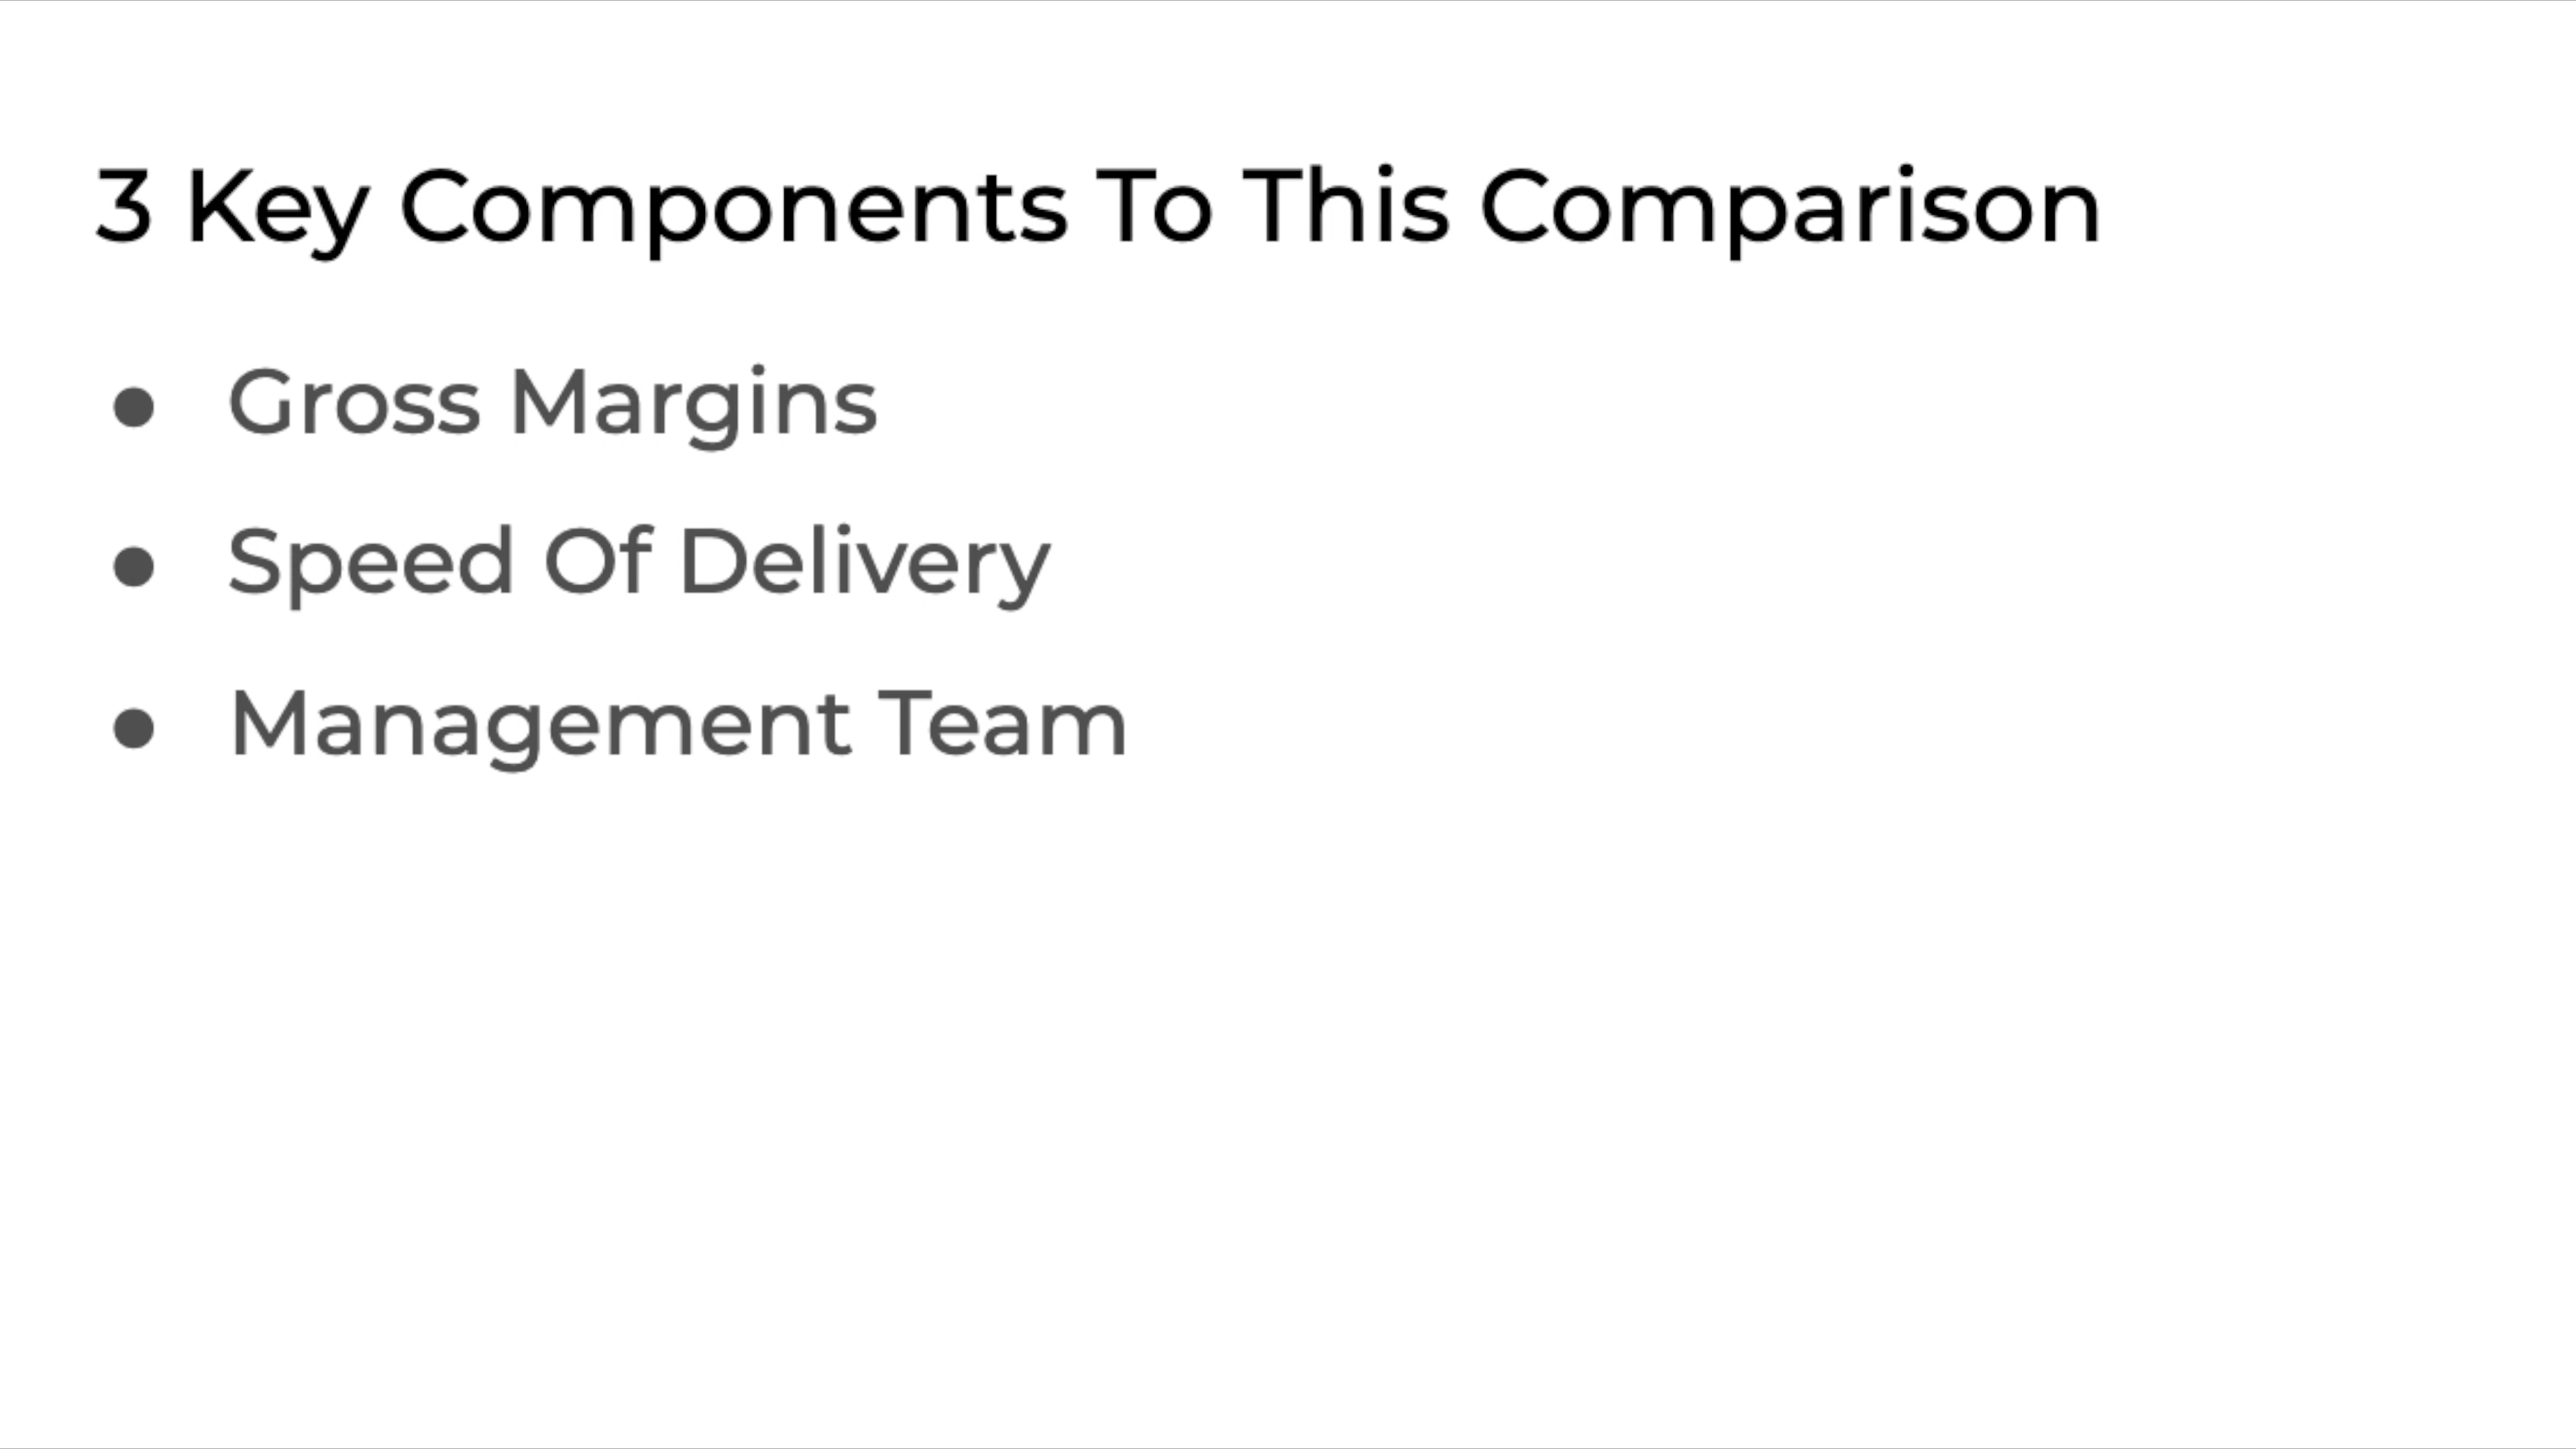 3 Key Components To This Comparison
● Gross Margins
● Speed Of Delivery
● Management Team